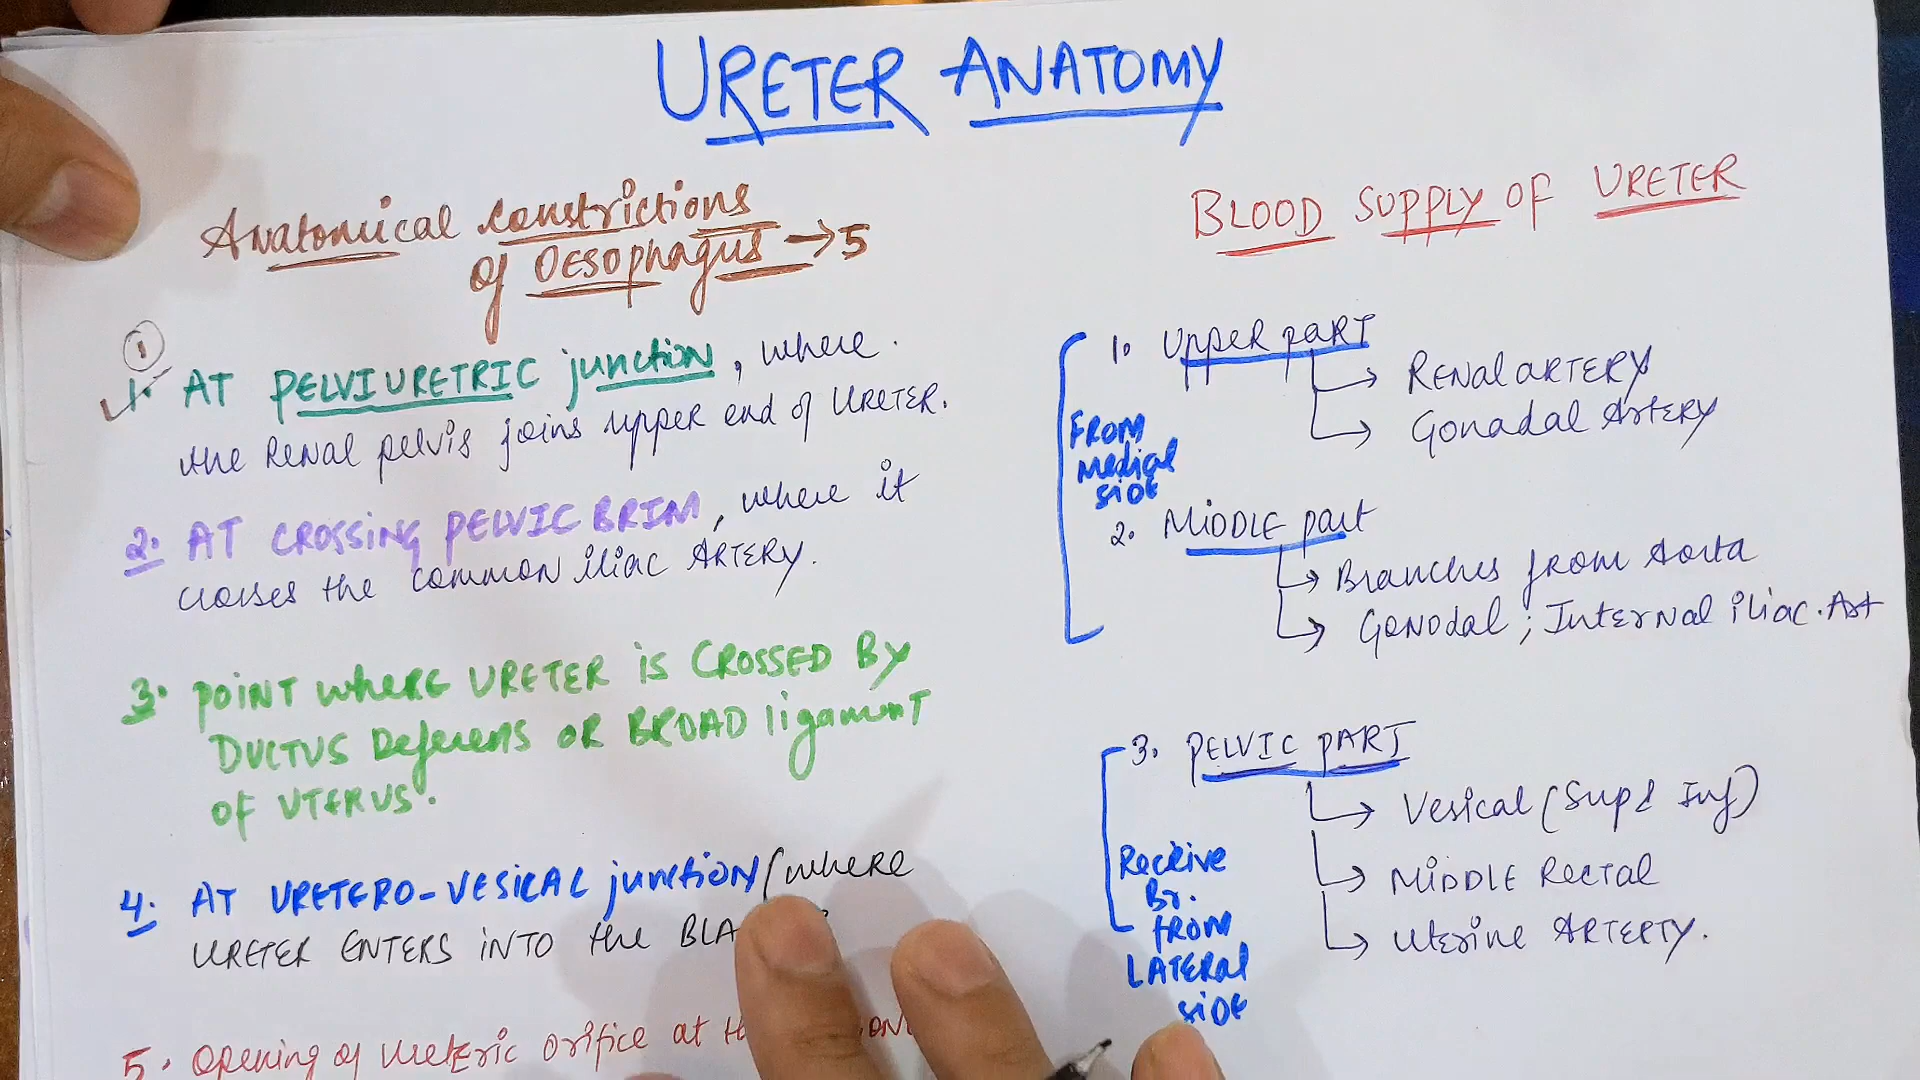 URETER ANATOMY
Anatomical constrictions
of OESophagus → 5
1
1. AT PELVIURETRIC junction, where
the RENAL pelvis joins upper end of URETER.
2. AT CROSSING PELVIC BRIM, where it
crosses the common iliac ARTERY.
3. POINT where URETER is CROSSED By
DUCTUS Deferens OR BROAD ligament
of UTERUS.
4. AT URETERO-VESICAL junction (where
URETER ENTERS iNTO the
5. Opening of Ureteric orifice at
BLOOD SUPPLY OF URETER
FROM
Medical
SiDE
1. Upper part
→ RENal ARTERY
→ Gonadal Artery
2. MiDDLE part
→ Branches from Aorta
→ GONodal ; INTERNal iliac. Art
Receive
Br.
FROM
LATERal
SiDE
3. PELVIC PART
→ Vesical (Sup & Inf)
→ MiDDLE Rectal
→ Uterine ARTERTY.